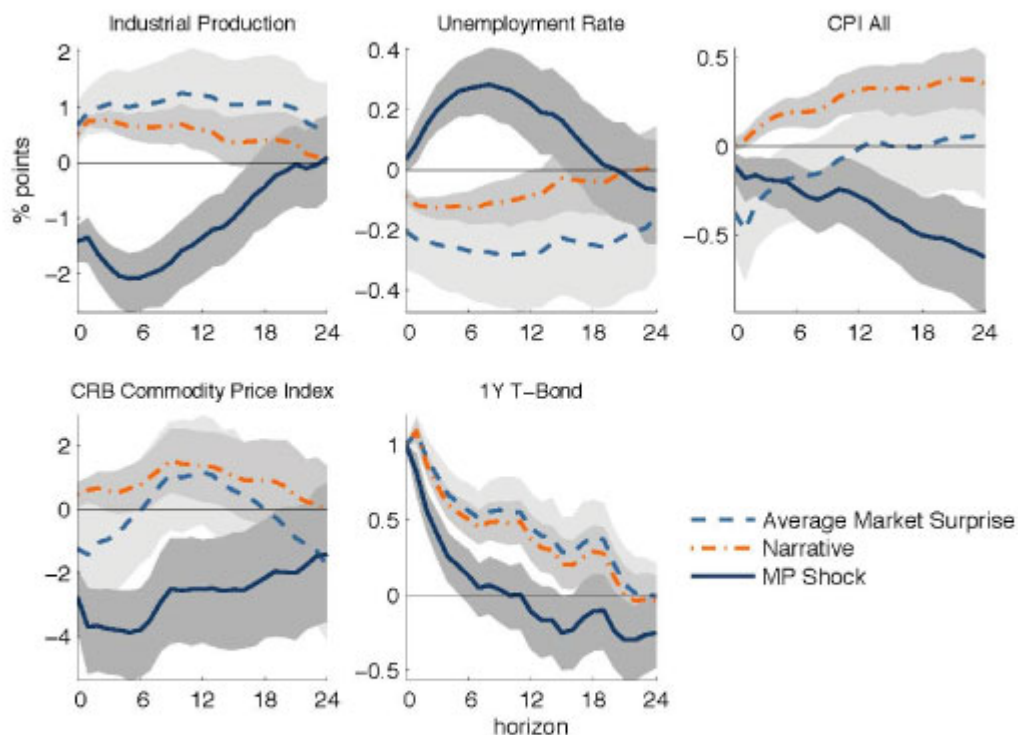 Industrial Production
Unemployment Rate
CPI All
% points
2
1
0
−1
−2
0 6 12 18 24
0.4
0.2
0
−0.2
−0.4
0 6 12 18 24
0.5
0
−0.5
0 6 12 18 24
CRB Commodity Price Index
1Y T−Bond
2
0
−2
−4
0 6 12 18 24
1
0.5
0
−0.5
0 6 12 18 24
horizon
Average Market Surprise
Narrative
MP Shock